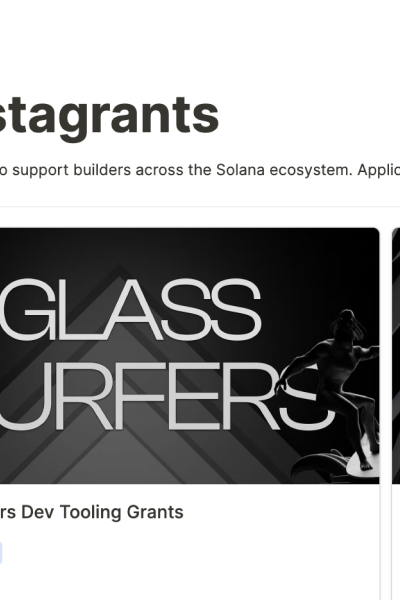 stagrants
o support builders across the Solana ecosystem. Applic
GLASS
URFERS
rs Dev Tooling Grants